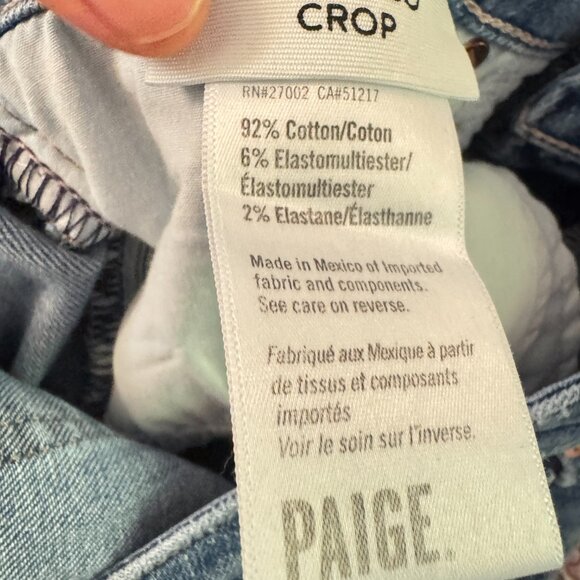 CROP
RN#27002 CA#51217
92% Cotton/Coton
6% Elastomultiester/
Élastomultiester
2% Elastane/Élasthanne
Made in Mexico of Imported
fabric and components.
See care on reverse.
Fabriqué aux Mexique à partir
de tissus et composants
importés
Voir le soin sur l'inverse.
PAIGE.